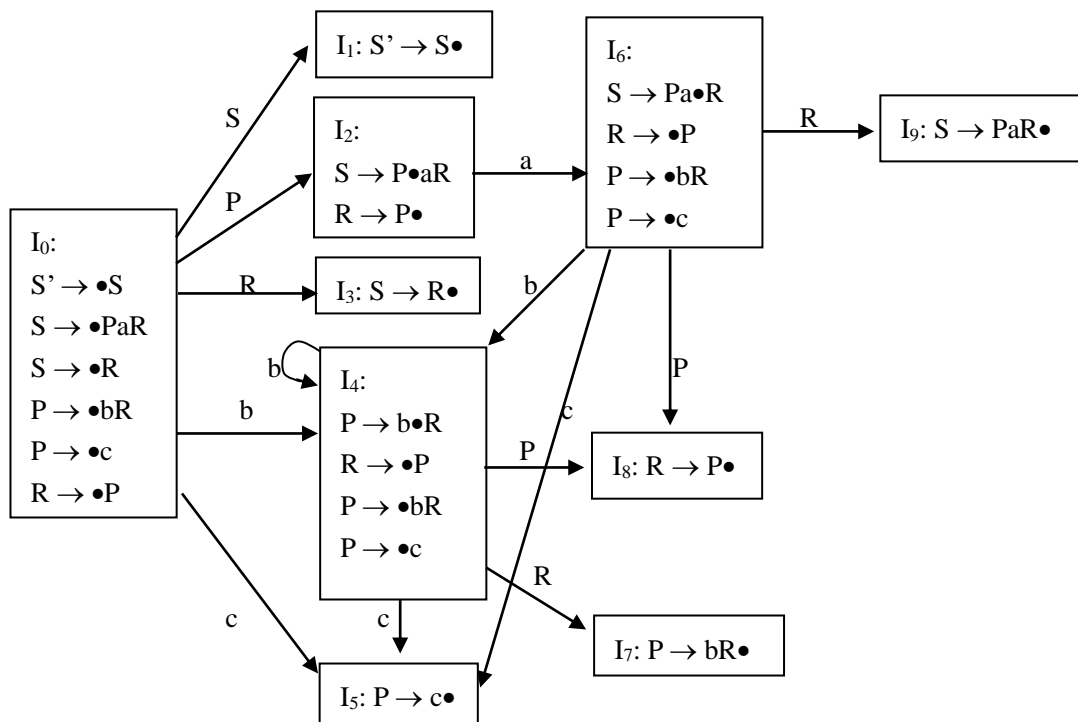 I₀:
S’ → •S
S → •PaR
S → •R
P → •bR
P → •c
R → •P
S
P
R
b
c
I₁: S’ → S•
I₂:
S → P•aR
R → P•
a
I₃: S → R•
b
I₄:
P → b•R
R → •P
P → •bR
P → •c
P
R
c
I₅: P → c•
I₆:
S → Pa•R
R → •P
P → •bR
P → •c
R
b
c
P
I₉: S → PaR•
I₈: R → P•
I₇: P → bR•